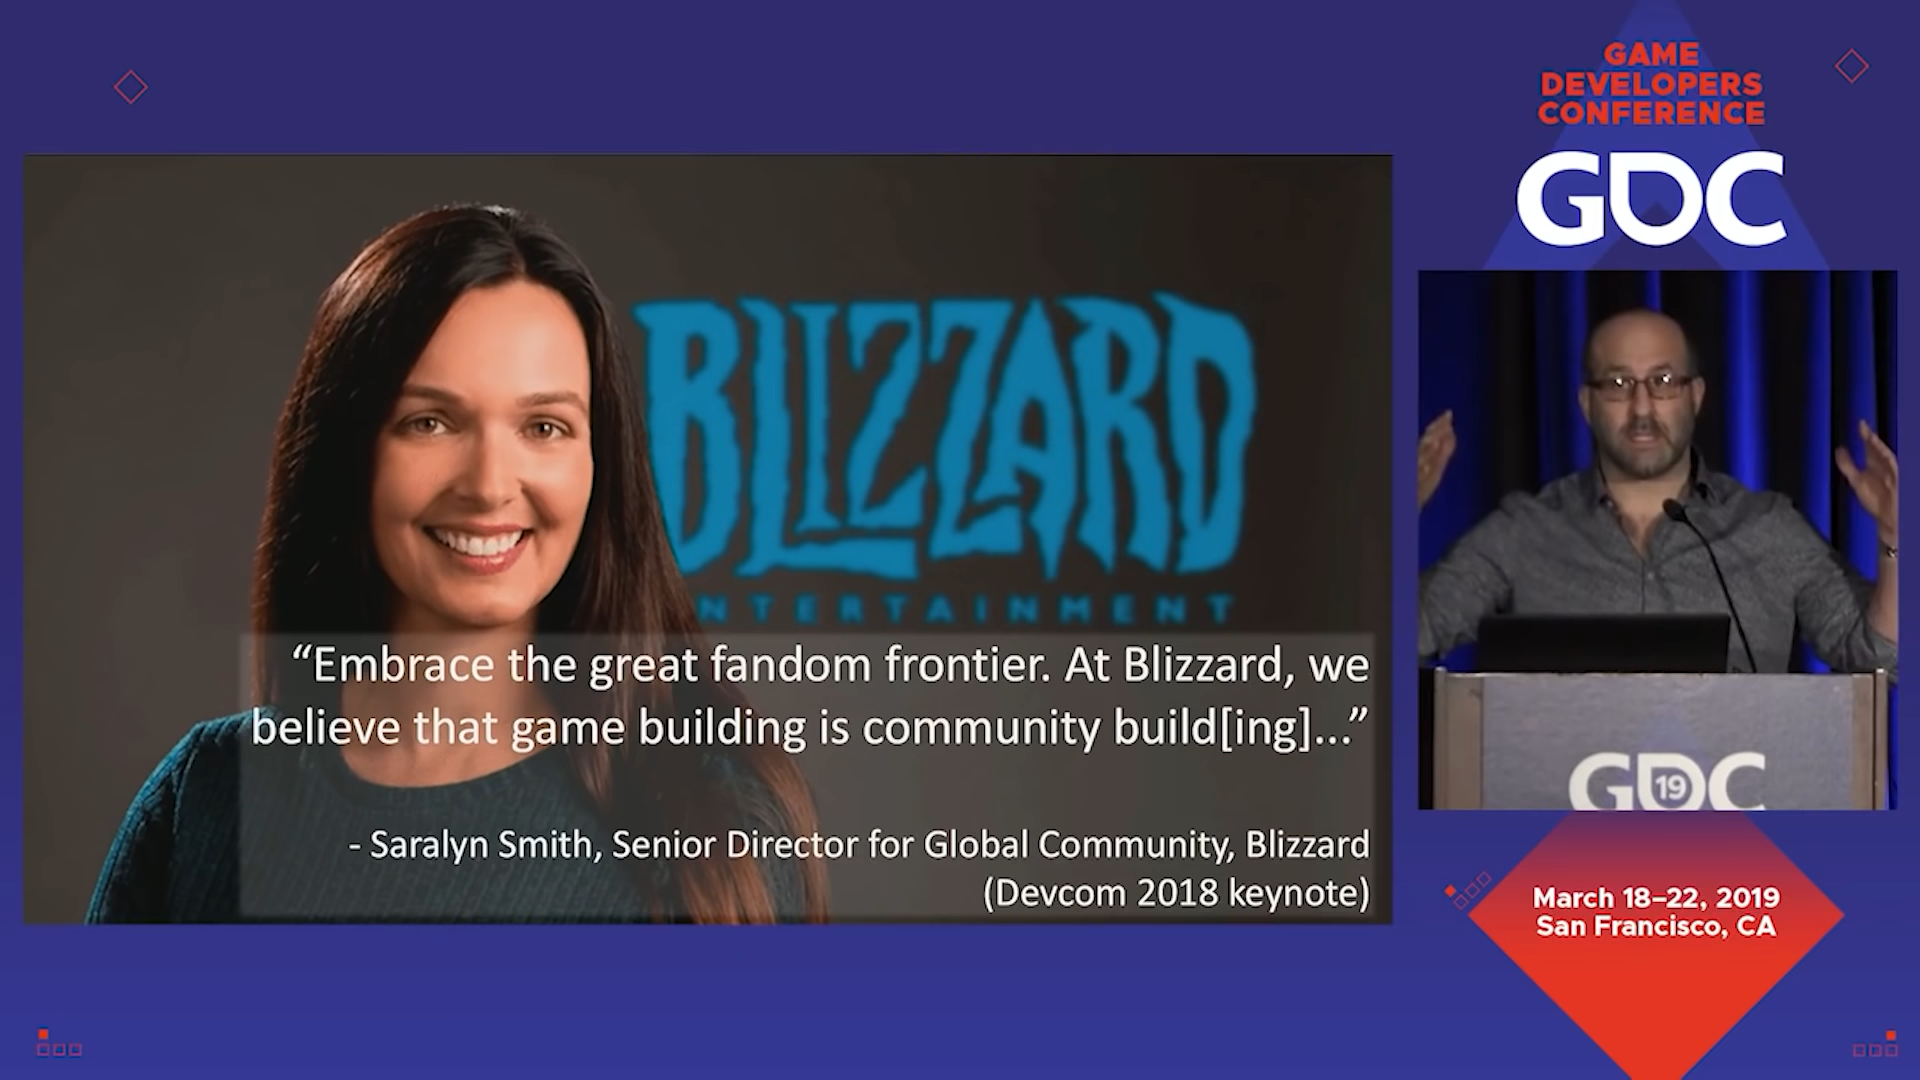 GAME
DEVELOPERS
CONFERENCE
GDC
BLIZZARD
NTERTAINMENT
“Embrace the great fandom frontier. At Blizzard, we
believe that game building is community build[ing]...”
- Saralyn Smith, Senior Director for Global Community, Blizzard
(Devcom 2018 keynote)
GDC
19
March 18–22, 2019
San Francisco, CA